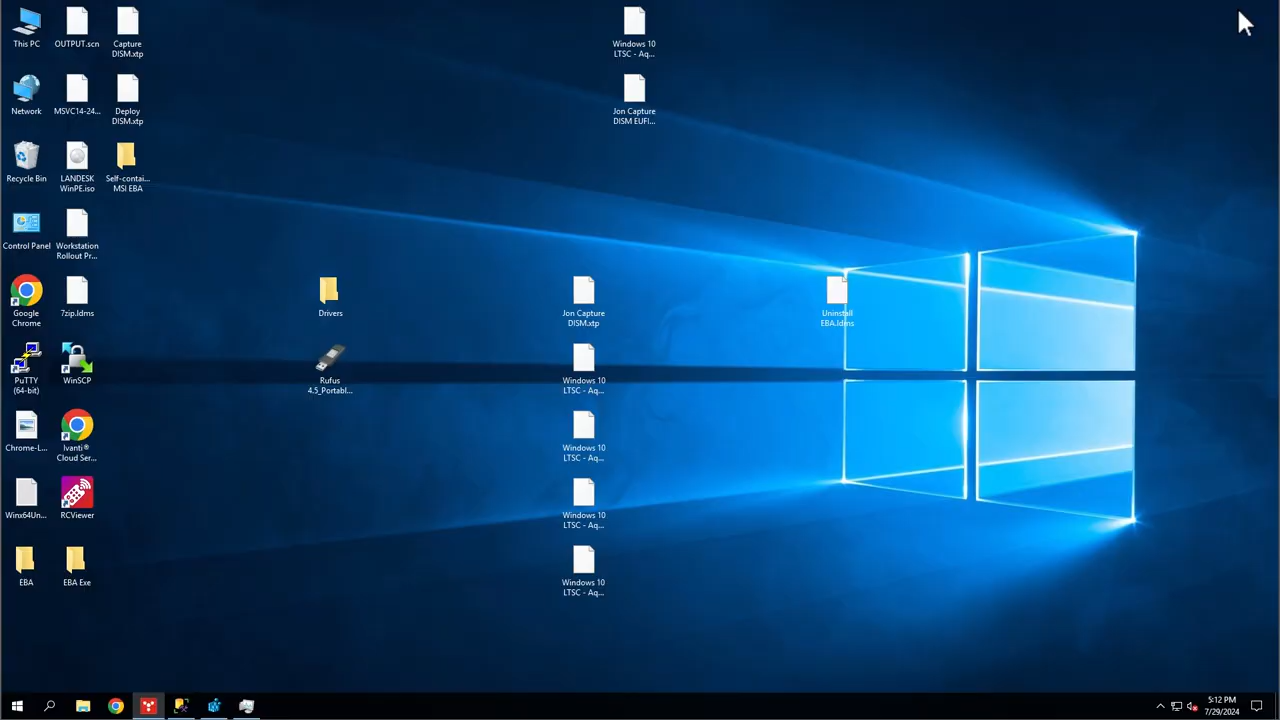 This PC
OUTPUT.scn
Capture
DISM.xtp
Windows 10
LTSC - Aq...
Network
MSVC14-24...
Deploy
DISM.xtp
Jon Capture
DISM EUFI...
Recycle Bin
LANDESK
WinPE.iso
Self-contai...
MSI EBA
Control Panel
Workstation
Rollout Pr...
Google
Chrome
7zip.ldms
Drivers
Jon Capture
DISM.xtp
Uninstall
EBA.ldms
PuTTY
(64-bit)
WinSCP
Rufus
4.5_Portabl...
Windows 10
LTSC - Aq...
Chrome-L...
Ivanti®
Cloud Ser...
Windows 10
LTSC - Aq...
Winx64Un...
RCViewer
Windows 10
LTSC - Aq...
EBA
EBA Exe
Windows 10
LTSC - Aq...
5:12 PM
7/29/2024